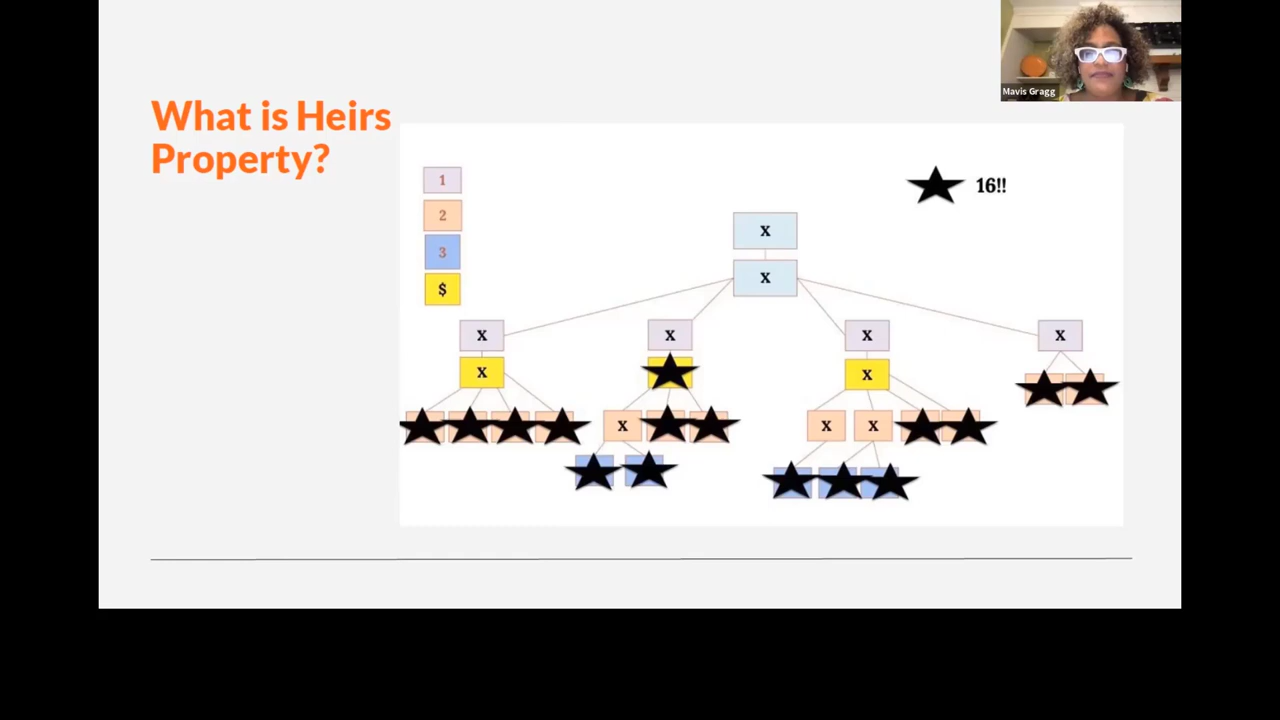 Mavis Gragg
What is Heirs
Property?
1
2
3
$
16!!
X
X
X X X X
X X
X X X